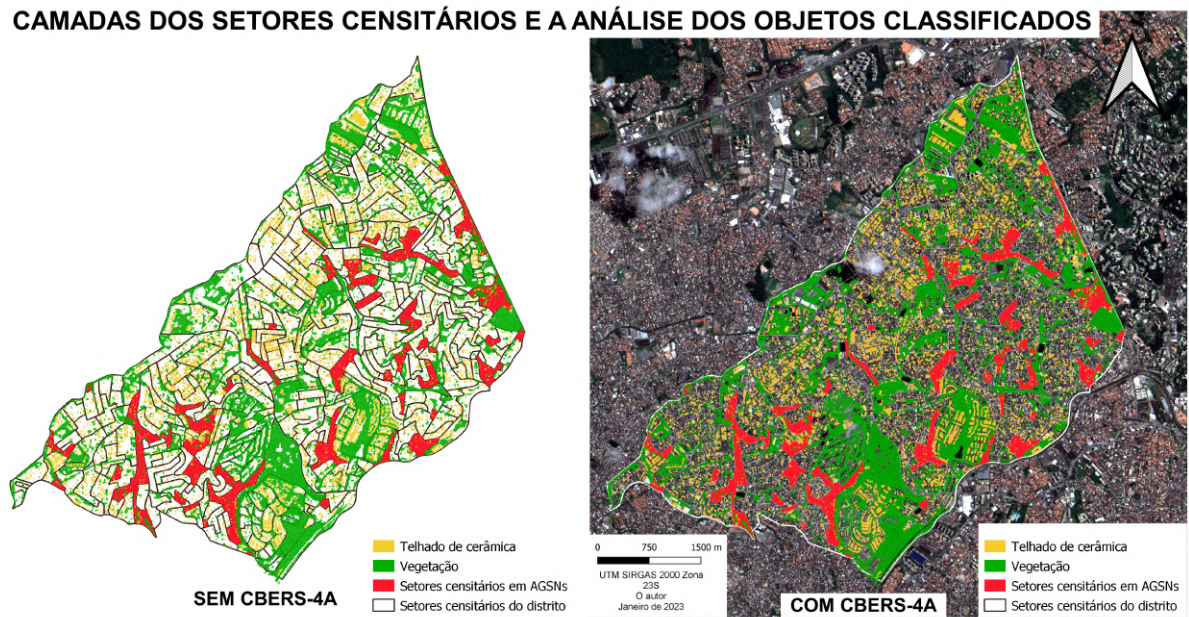 CAMADAS DOS SETORES CENSITÁRIOS E A ANÁLISE DOS OBJETOS CLASSIFICADOS
Telhado de cerâmica
Vegetação
Setores censitários em AGSNs
Setores censitários do distrito
SEM CBERS-4A
0 750 1500 m
UTM SIRGAS 2000 Zona
23S
O autor
Janeiro de 2023
COM CBERS-4A
Telhado de cerâmica
Vegetação
Setores censitários em AGSNs
Setores censitários do distrito